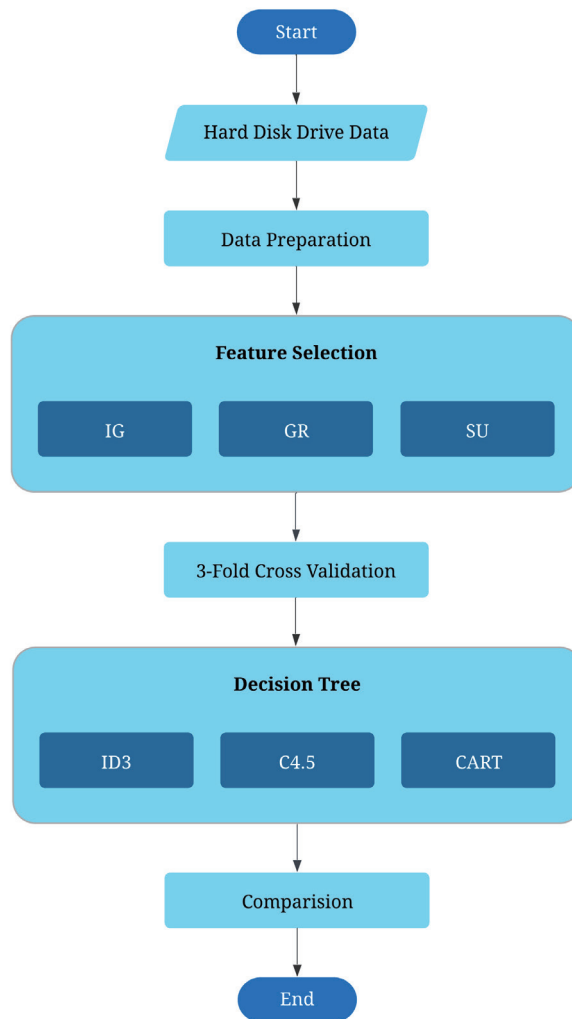 Start
Hard Disk Drive Data
Data Preparation
Feature Selection
IG
GR
SU
3-Fold Cross Validation
Decision Tree
ID3
C4.5
CART
Comparision
End